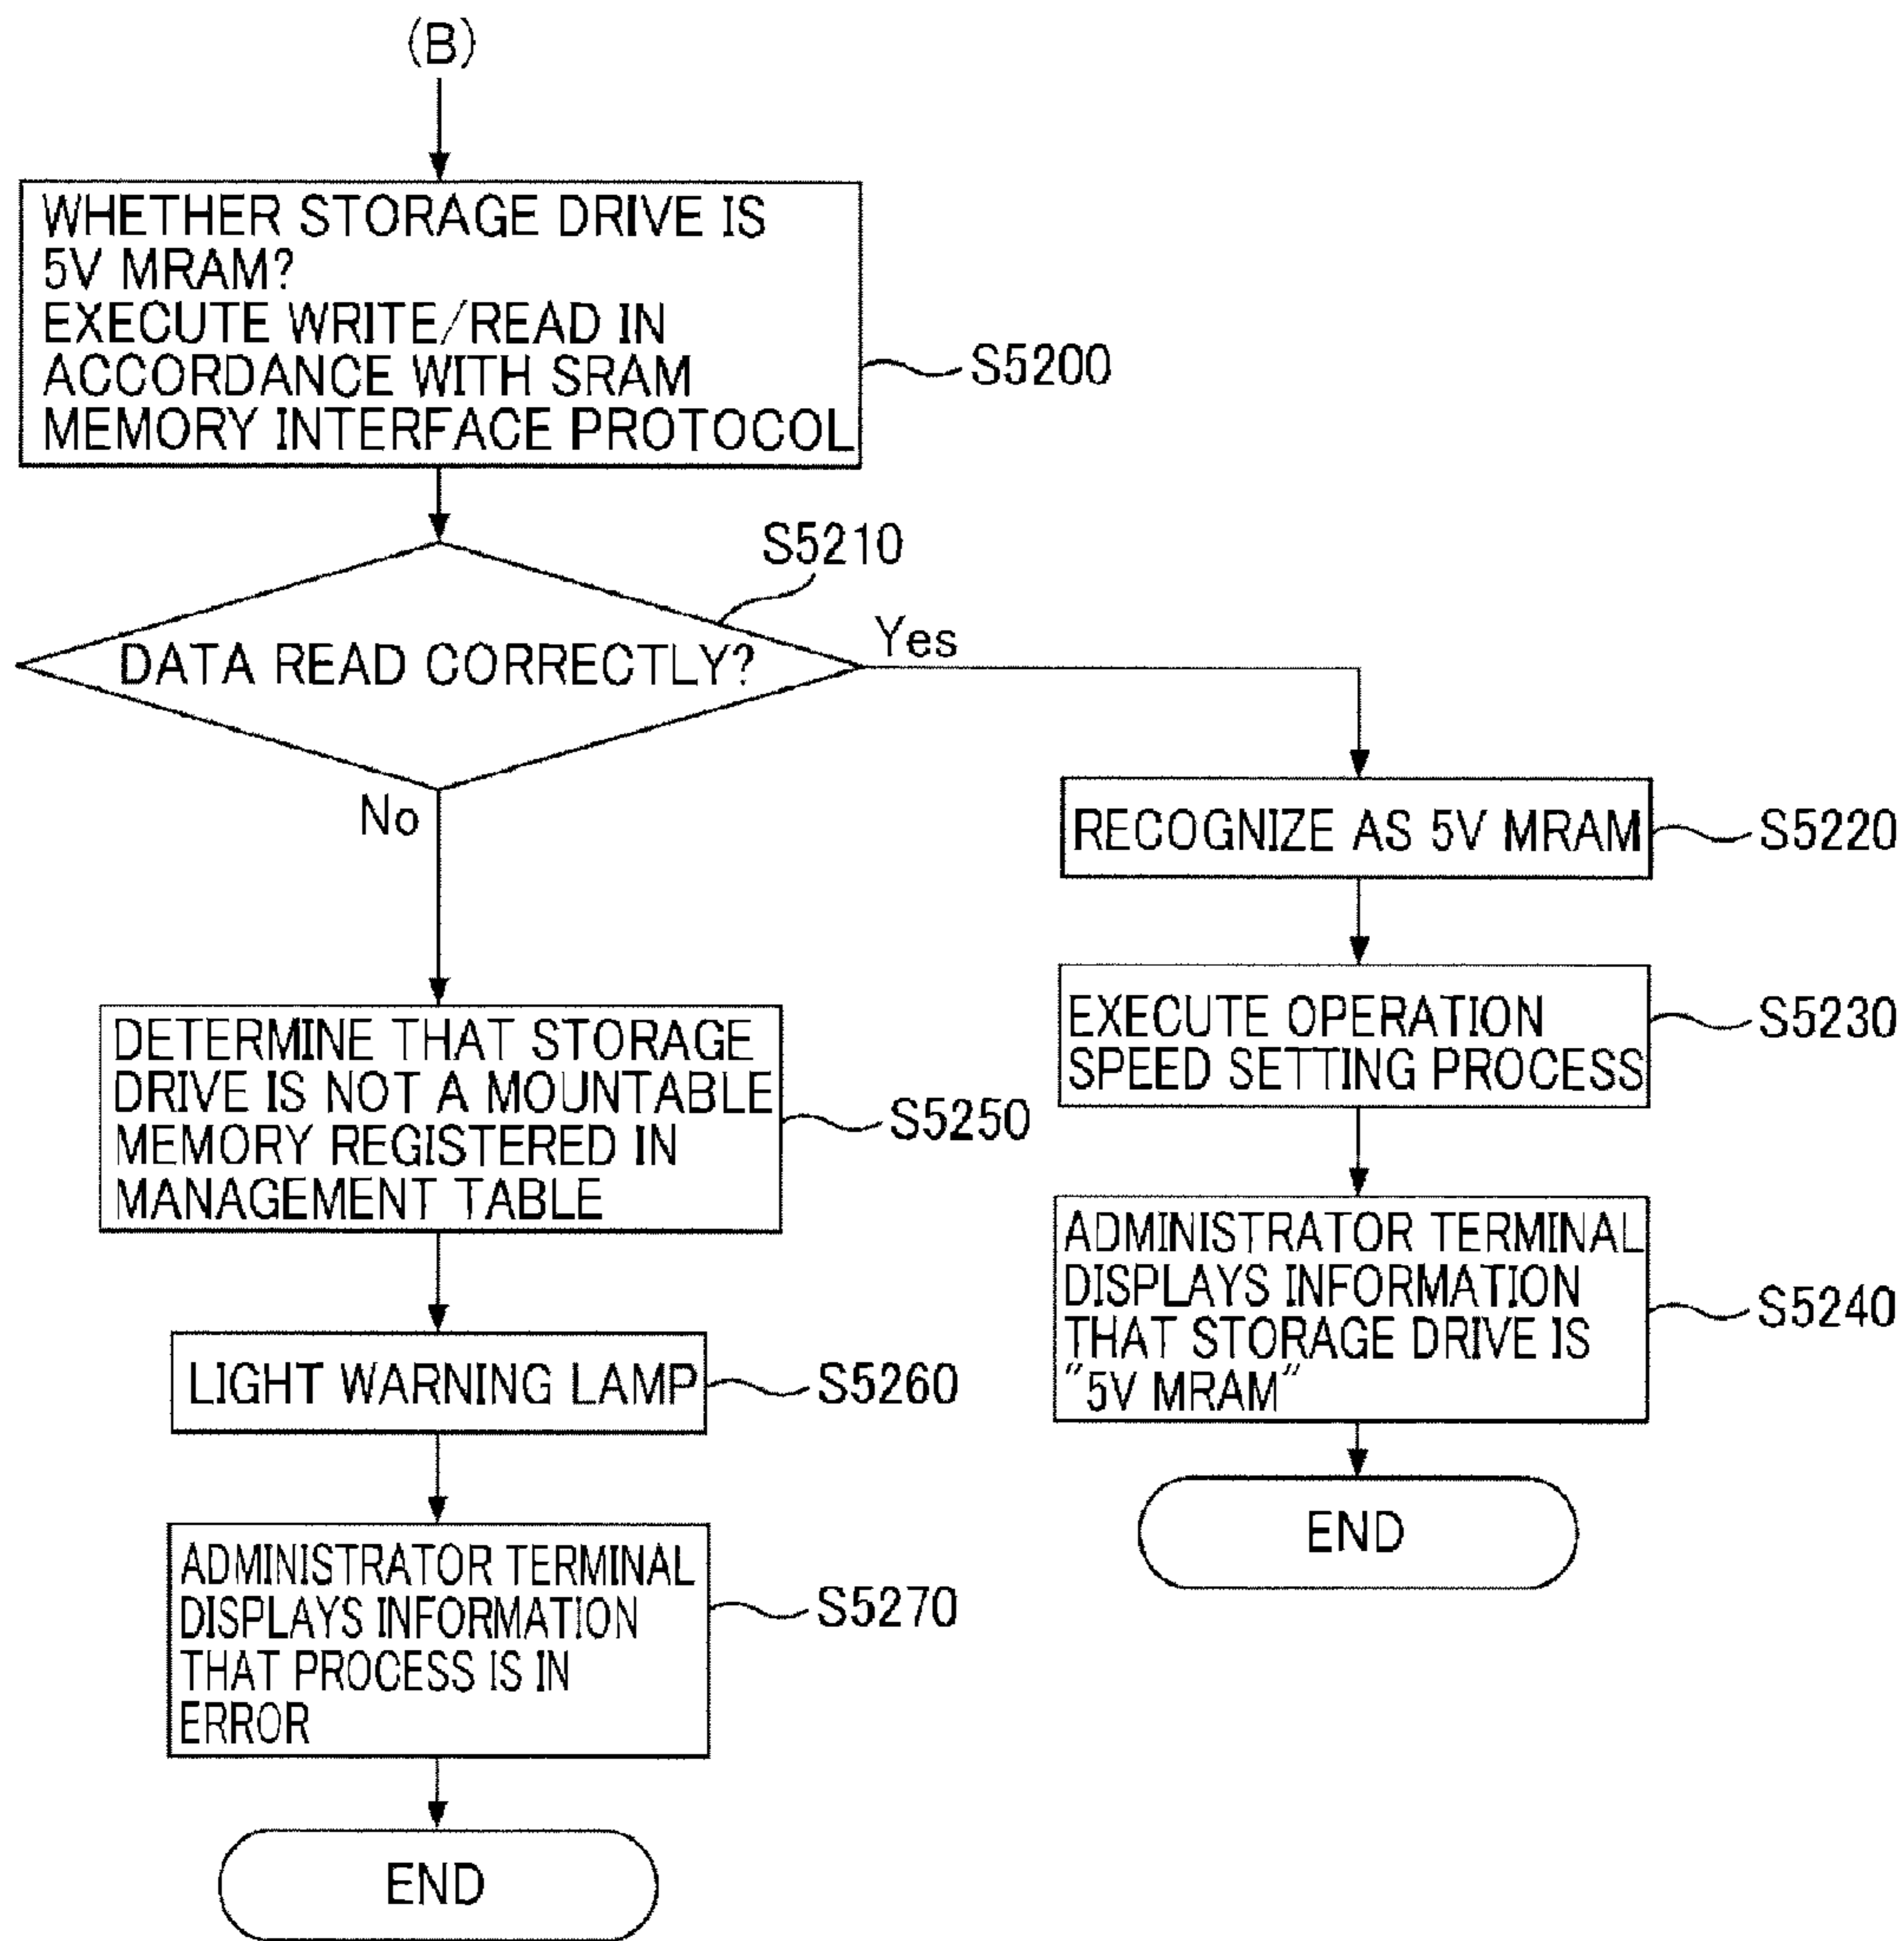 (B)
WHETHER STORAGE DRIVE IS
5V MRAM?
EXECUTE WRITE/READ IN
ACCORDANCE WITH SRAM
MEMORY INTERFACE PROTOCOL
S5200
S5210
DATA READ CORRECTLY?
Yes
No
RECOGNIZE AS 5V MRAM
S5220
EXECUTE OPERATION
SPEED SETTING PROCESS
S5230
ADMINISTRATOR TERMINAL
DISPLAYS INFORMATION
THAT STORAGE DRIVE IS
"5V MRAM"
S5240
END
DETERMINE THAT STORAGE
DRIVE IS NOT A MOUNTABLE
MEMORY REGISTERED IN
MANAGEMENT TABLE
S5250
LIGHT WARNING LAMP
S5260
ADMINISTRATOR TERMINAL
DISPLAYS INFORMATION
THAT PROCESS IS IN
ERROR
S5270
END